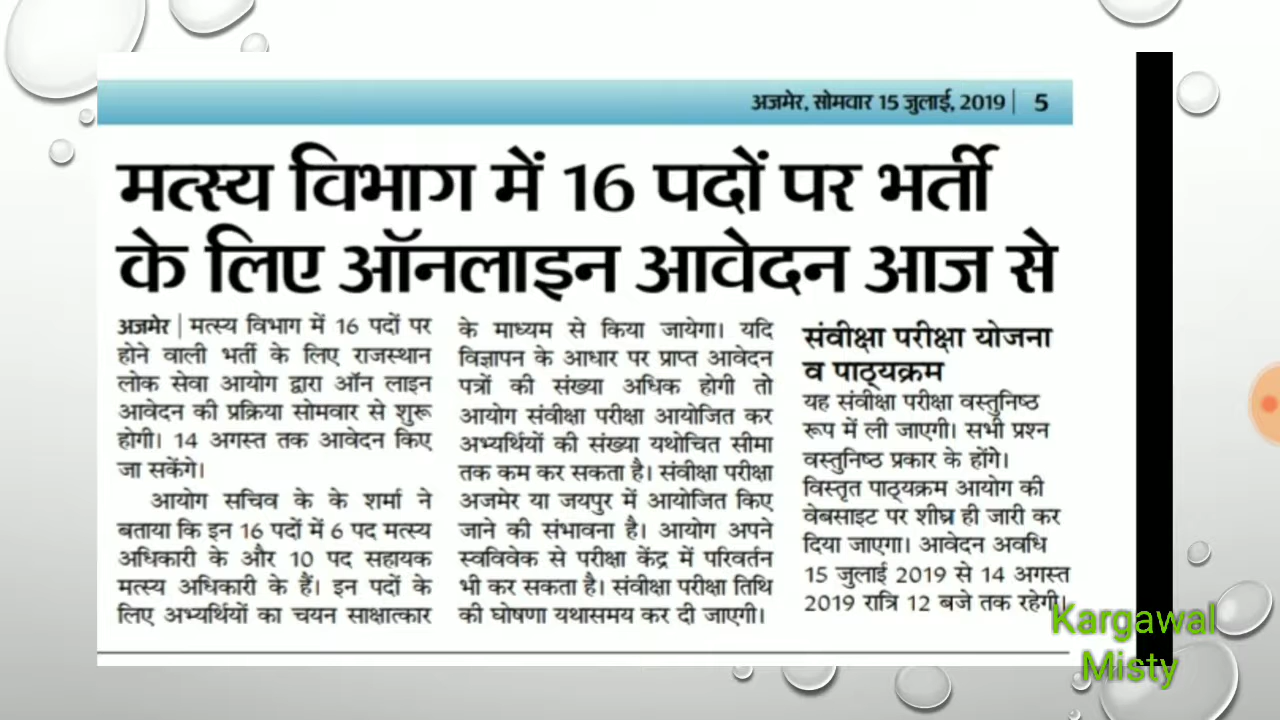 अजमेर, सोमवार 15 जुलाई, 2019 | 5
मत्स्य विभाग में 16 पदों पर भर्ती
के लिए ऑनलाइन आवेदन आज से
अजमेर | मत्स्य विभाग में 16 पदों पर
होने वाली भर्ती के लिए राजस्थान
लोक सेवा आयोग द्वारा ऑन लाइन
आवेदन की प्रक्रिया सोमवार से शुरू
होगी। 14 अगस्त तक आवेदन किए
जा सकेंगे।
आयोग सचिव के के शर्मा ने
बताया कि इन 16 पदों में 6 पद मत्स्य
अधिकारी के और 10 पद सहायक
मत्स्य अधिकारी के हैं। इन पदों के
लिए अभ्यर्थियों का चयन साक्षात्कार
के माध्यम से किया जायेगा। यदि
विज्ञापन के आधार पर प्राप्त आवेदन
पत्रों की संख्या अधिक होगी तो
आयोग संवीक्षा परीक्षा आयोजित कर
अभ्यर्थियों की संख्या यथोचित सीमा
तक कम कर सकता है। संवीक्षा परीक्षा
अजमेर या जयपुर में आयोजित किए
जाने की संभावना है। आयोग अपने
स्वविवेक से परीक्षा केंद्र में परिवर्तन
भी कर सकता है। संवीक्षा परीक्षा तिथि
की घोषणा यथासमय कर दी जाएगी।
संवीक्षा परीक्षा योजना
व पाठ्यक्रम
यह संवीक्षा परीक्षा वस्तुनिष्ठ
रूप में ली जाएगी। सभी प्रश्न
वस्तुनिष्ठ प्रकार के होंगे।
विस्तृत पाठ्यक्रम आयोग की
वेबसाइट पर शीघ्र ही जारी कर
दिया जाएगा। आवेदन अवधि
15 जुलाई 2019 से 14 अगस्त
2019 रात्रि 12 बजे तक रहेगी।
Kargawal
Misty